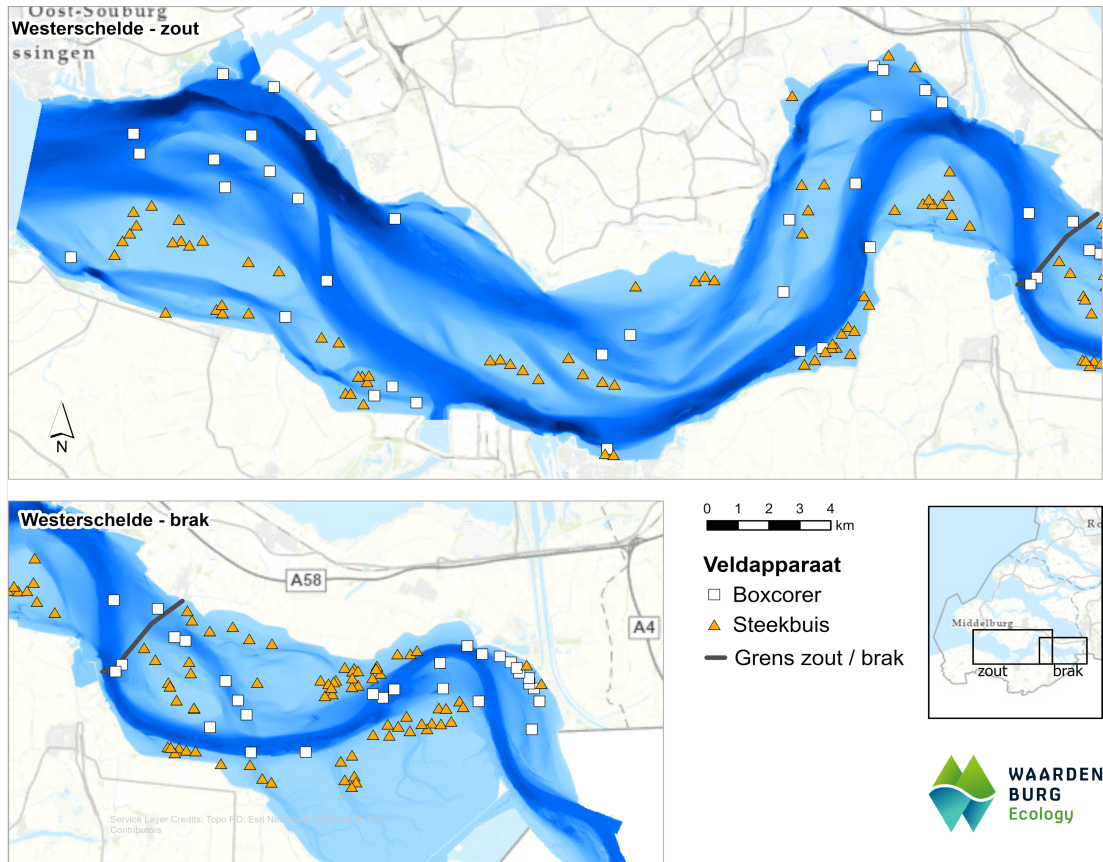 Oost-Souburg
Westerschelde - zout
ssingen
N
Westerschelde - brak
A58
A4
Service Layer Credits: Topo RD: Esri
Contributors
0 1 2 3 4
km
Veldapparaat
Boxcorer
Steekbuis
Grens zout / brak
Ro
Middelburg
zout
brak
WAARDEN
BURG
Ecology